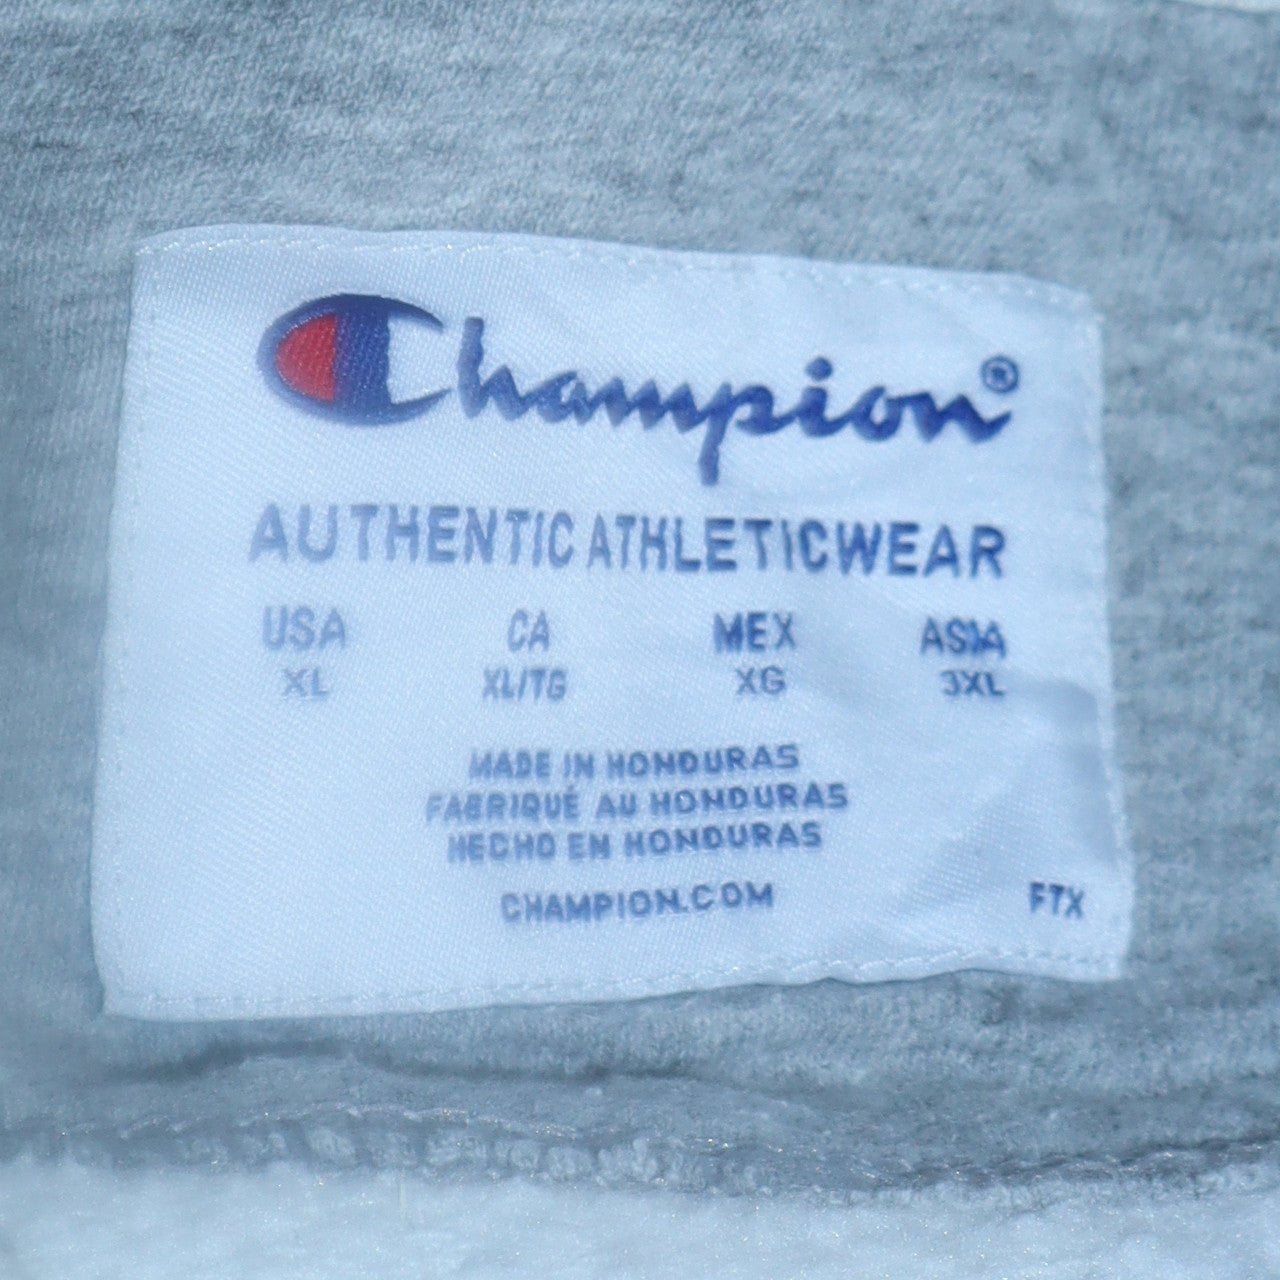 Champion®
AUTHENTIC ATHLETICWEAR
USA CA MEX ASIA
XL XL/TG XG 3XL
MADE IN HONDURAS
FABRIQUÉ AU HONDURAS
HECHO EN HONDURAS
CHAMPION.COM
FTX